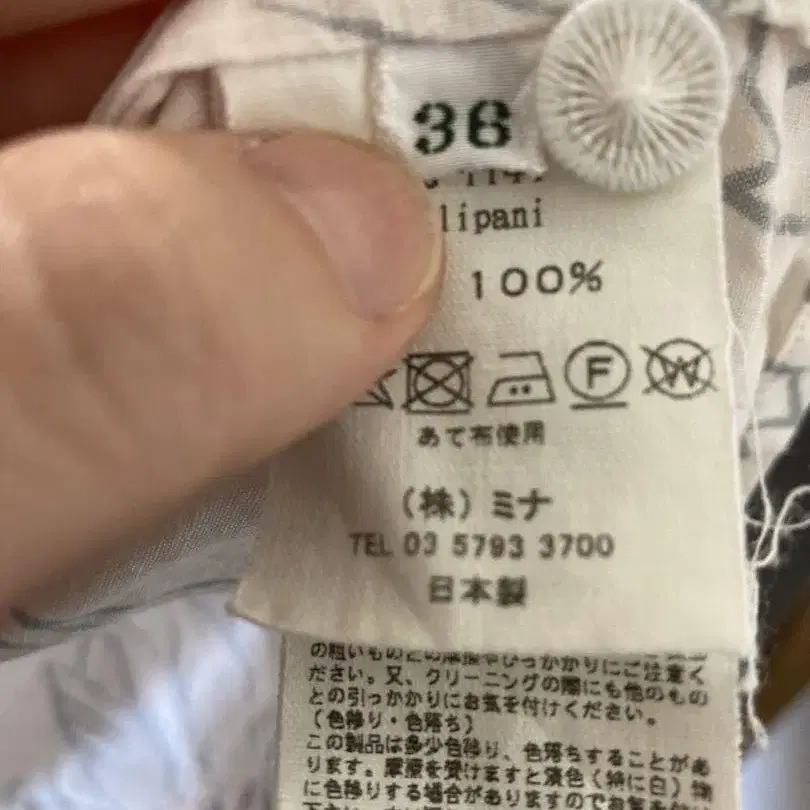 36
lipani
100%
F W
あて布使用
(株) ミナ
TEL 03 5793 3700
日本製
ださい。又、クリーニングの際にも他のもの
との引っかかりにお気を付けください。
(色移り・色落ち)
この製品は多少色移り、色落ちすることがあ
ります。摩擦を受けますと淡色(特に白)物
に色移りする場合がありますので